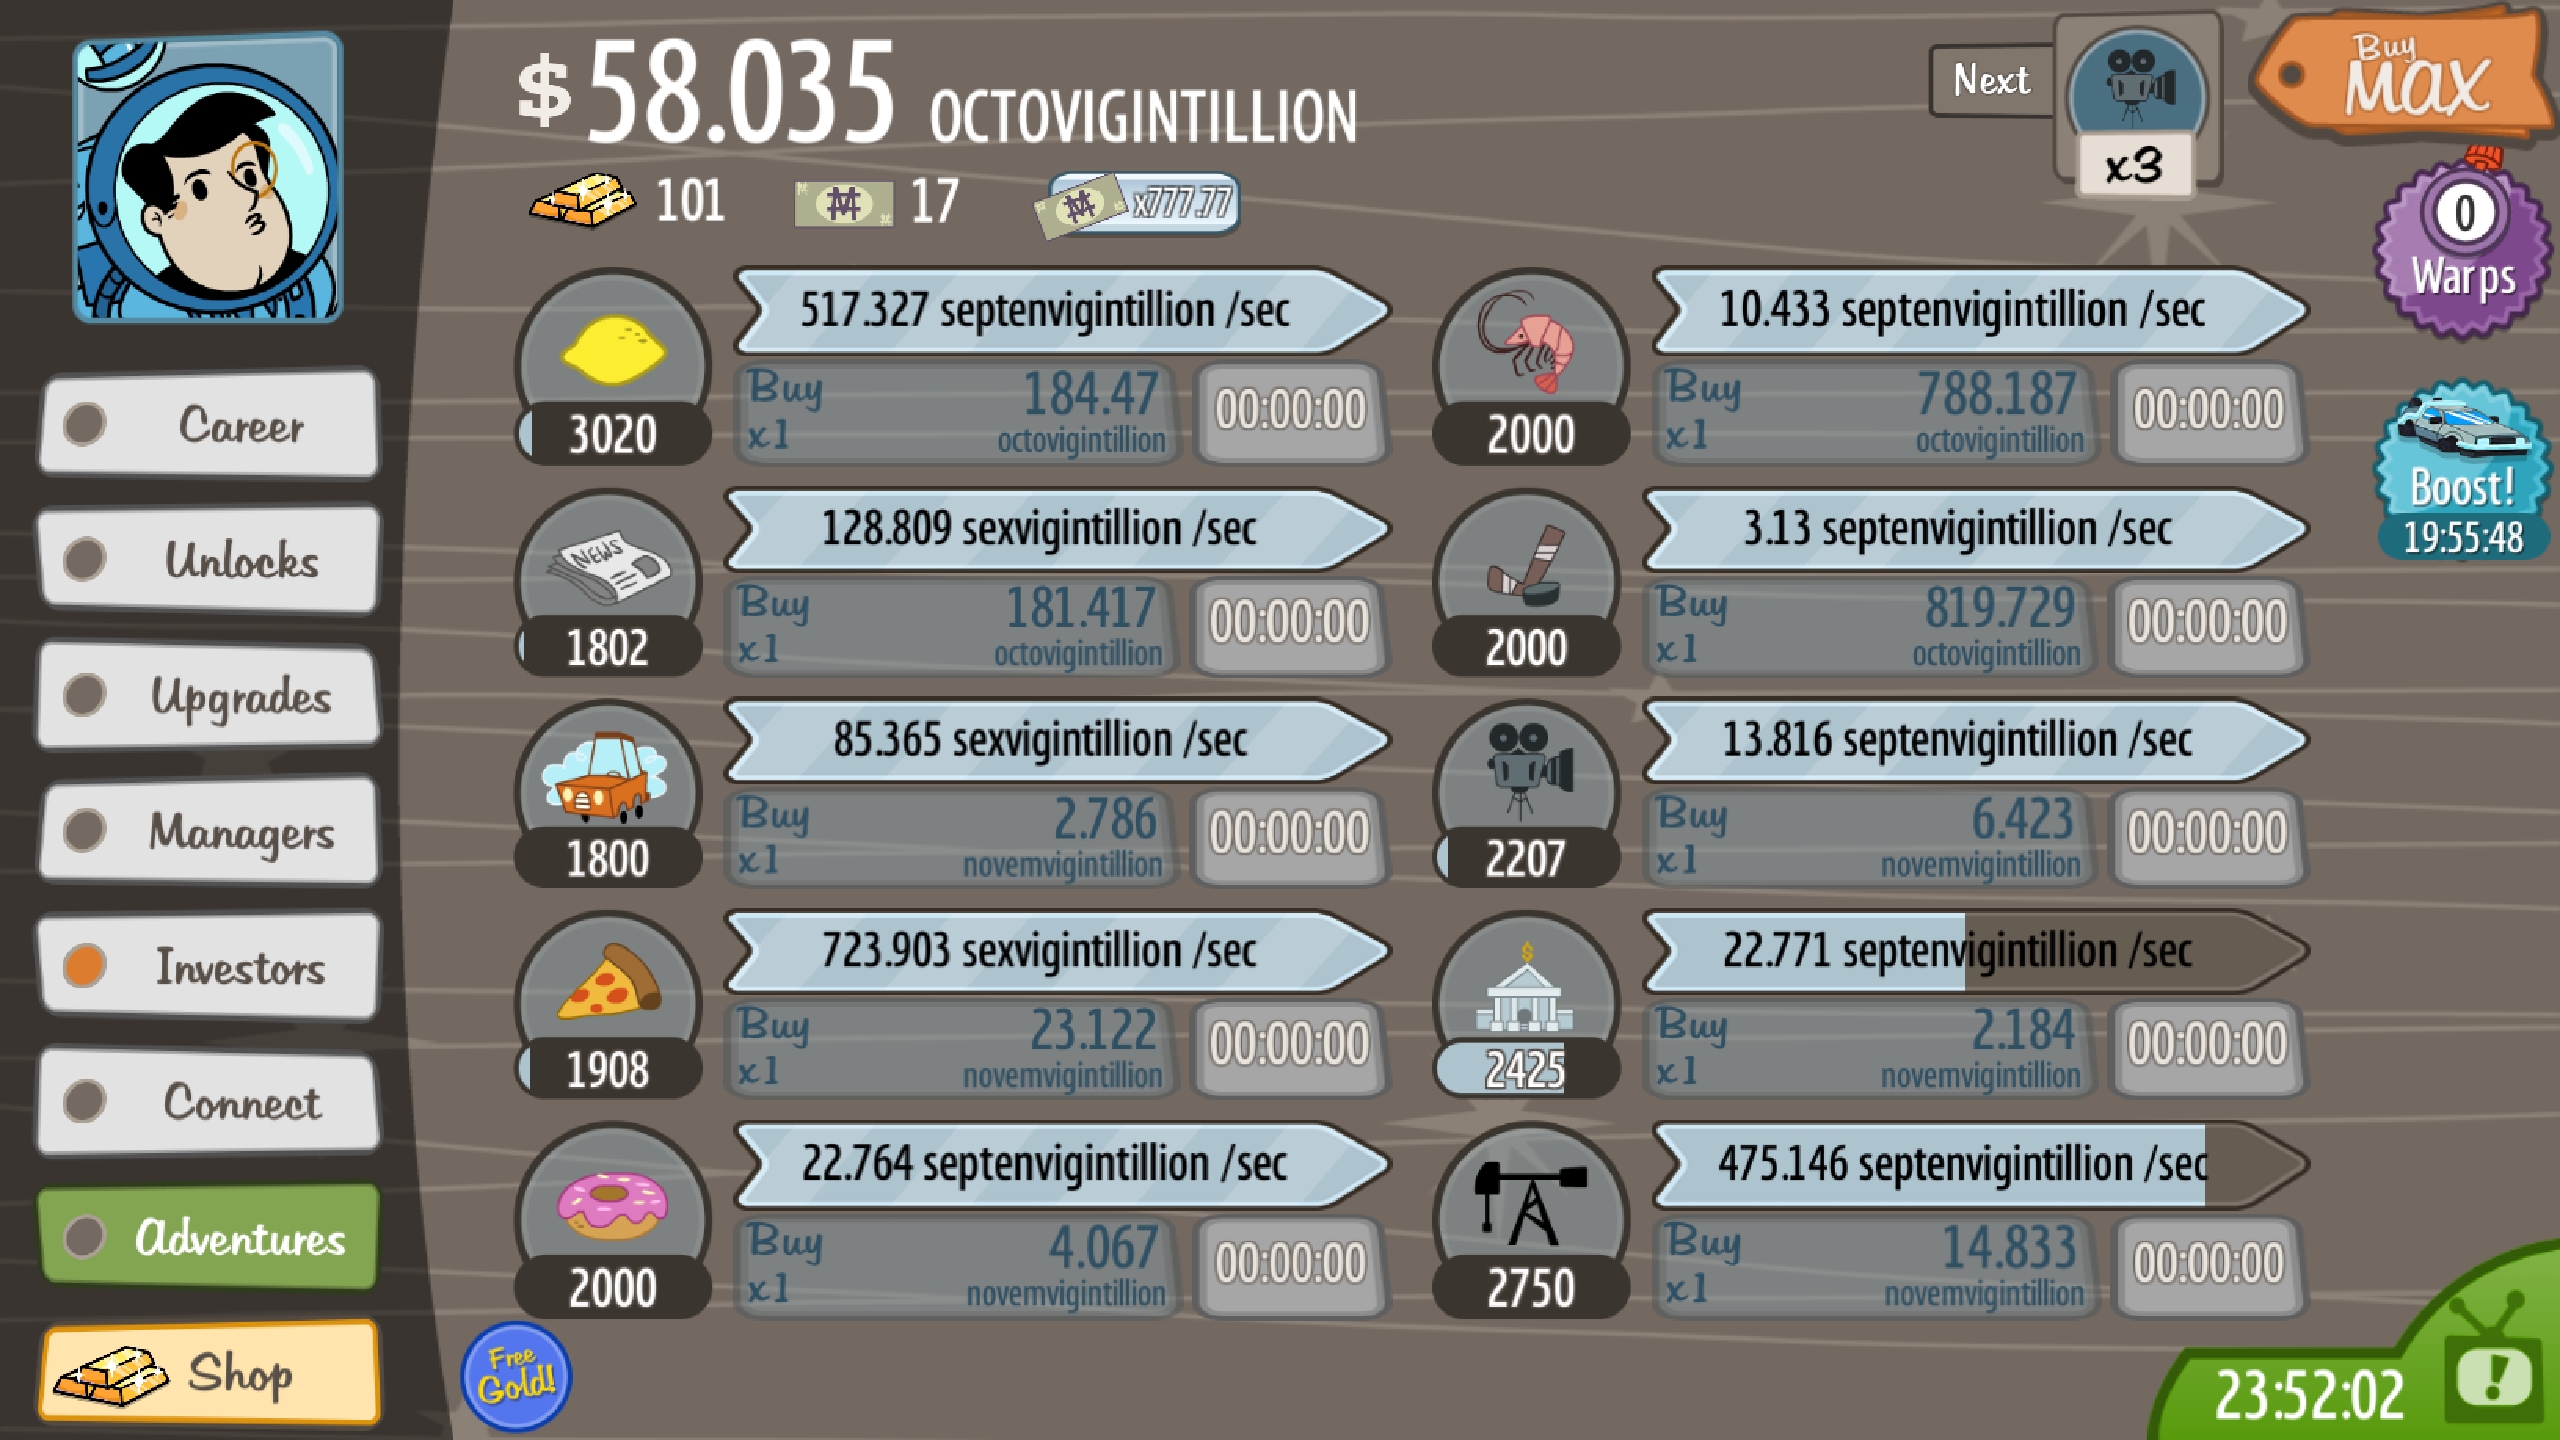 $58.035 OCTOVIGINTILLION
101 17 x777.77
Next
x3
Buy
MAX
0
Warps
Boost!
19:55:48
Career
Unlocks
Upgrades
Managers
Investors
Connect
Adventures
Shop
517.327 septenvigintillion /sec
Buy 184.47
x1 octovigintillion
00:00:00
3020
NEWS
128.809 sexvigintillion /sec
Buy 181.417
x1 octovigintillion
00:00:00
1802
85.365 sexvigintillion /sec
Buy 2.786
x1 novemvigintillion
00:00:00
1800
723.903 sexvigintillion /sec
Buy 23.122
x1 novemvigintillion
00:00:00
1908
22.764 septenvigintillion /sec
Buy 4.067
x1 novemvigintillion
00:00:00
2000
10.433 septenvigintillion /sec
Buy 788.187
x1 octovigintillion
00:00:00
2000
3.13 septenvigintillion /sec
Buy 819.729
x1 octovigintillion
00:00:00
2000
13.816 septenvigintillion /sec
Buy 6.423
x1 novemvigintillion
00:00:00
2207
$
22.771 septenvigintillion /sec
Buy 2.184
x1 novemvigintillion
00:00:00
2425
475.146 septenvigintillion /sec
Buy 14.833
x1 novemvigintillion
00:00:00
2750
Free
Gold!
23:52:02
!